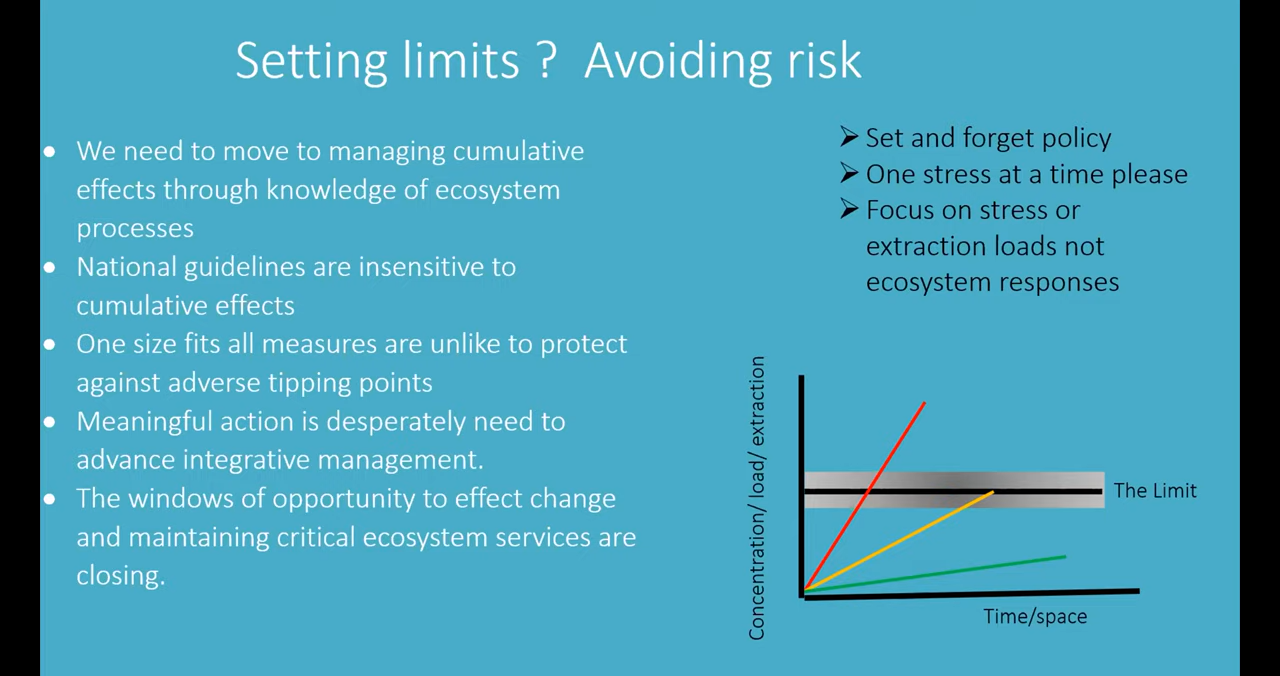 Setting limits ? Avoiding risk
● We need to move to managing cumulative
effects through knowledge of ecosystem
processes
● National guidelines are insensitive to
cumulative effects
● One size fits all measures are unlike to protect
against adverse tipping points
● Meaningful action is desperately need to
advance integrative management.
● The windows of opportunity to effect change
and maintaining critical ecosystem services are
closing.
➢ Set and forget policy
➢ One stress at a time please
➢ Focus on stress or
extraction loads not
ecosystem responses
Concentration/ load/ extraction
The Limit
Time/space